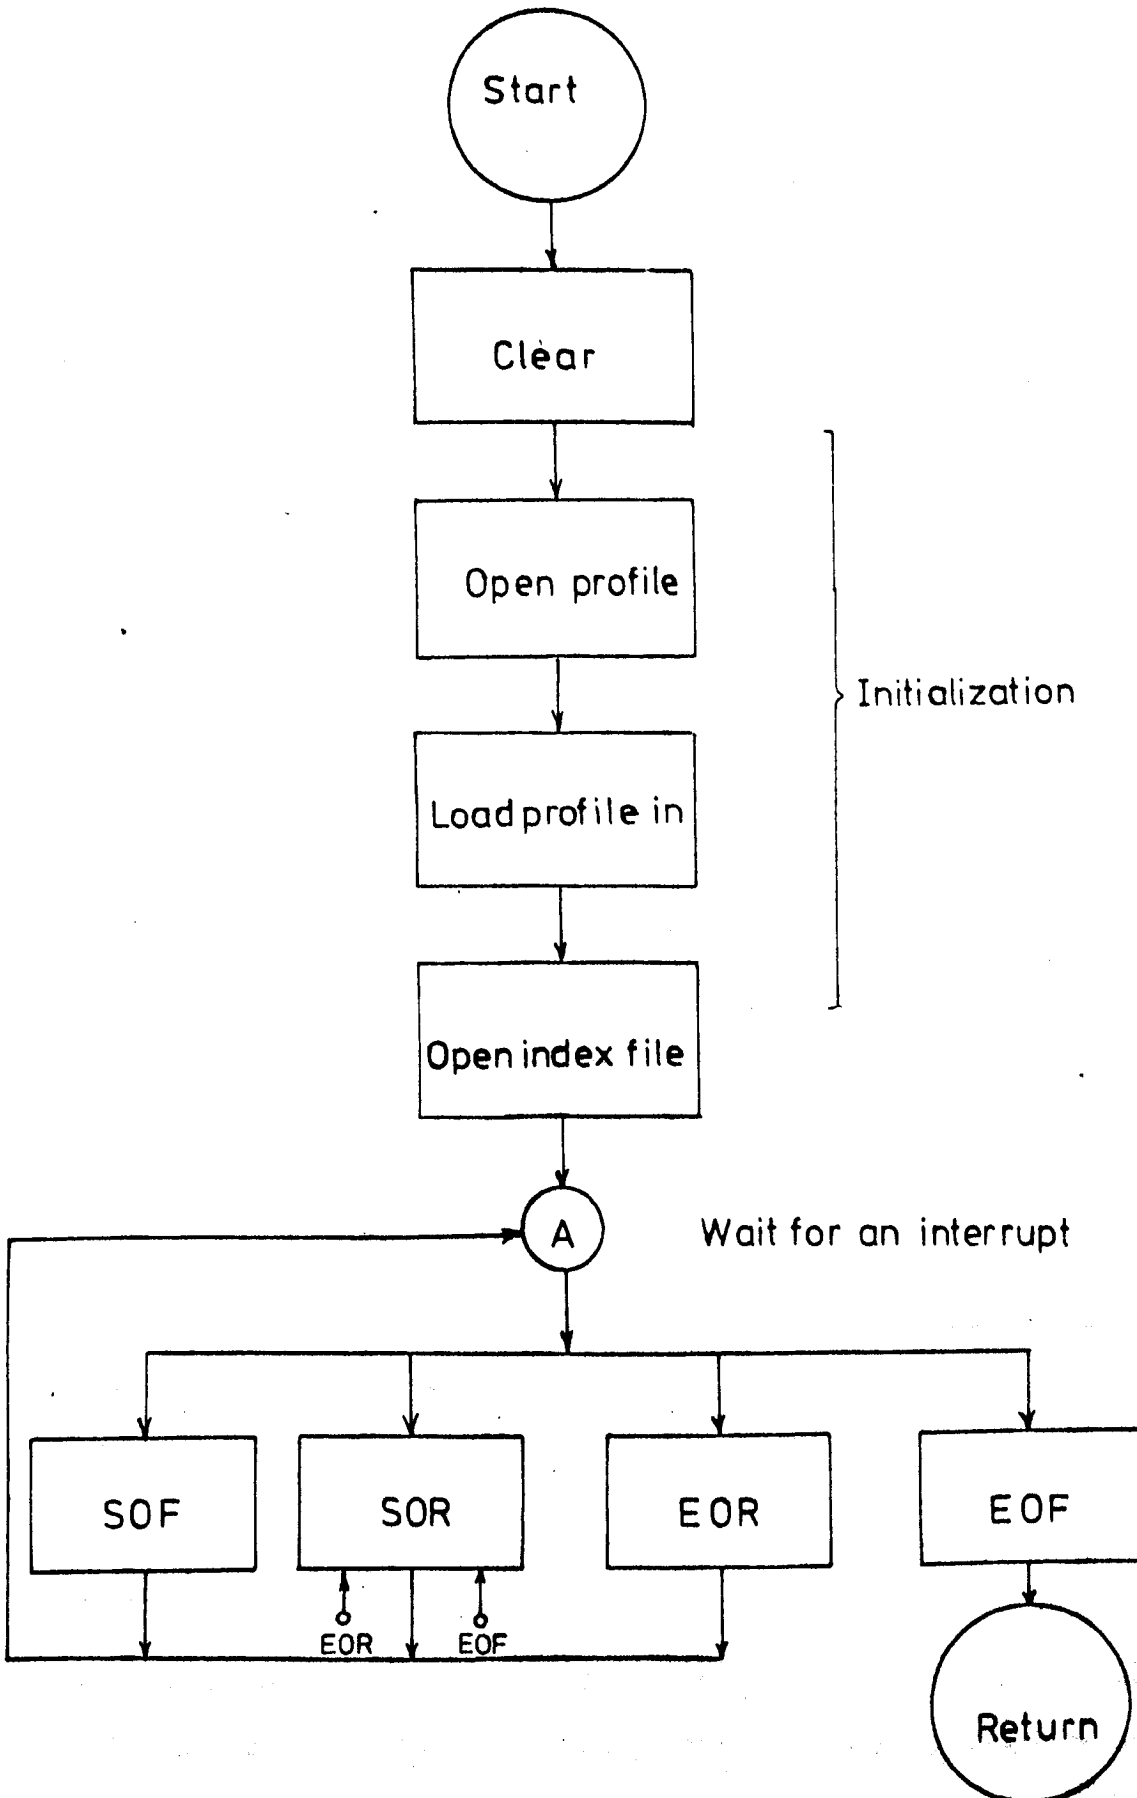 Start
Clear
Open profile
Initialization
Load profile in
Open index file
A
Wait for an interrupt
SOF
SOR
EOR
EOF
EOR
EOF
Return